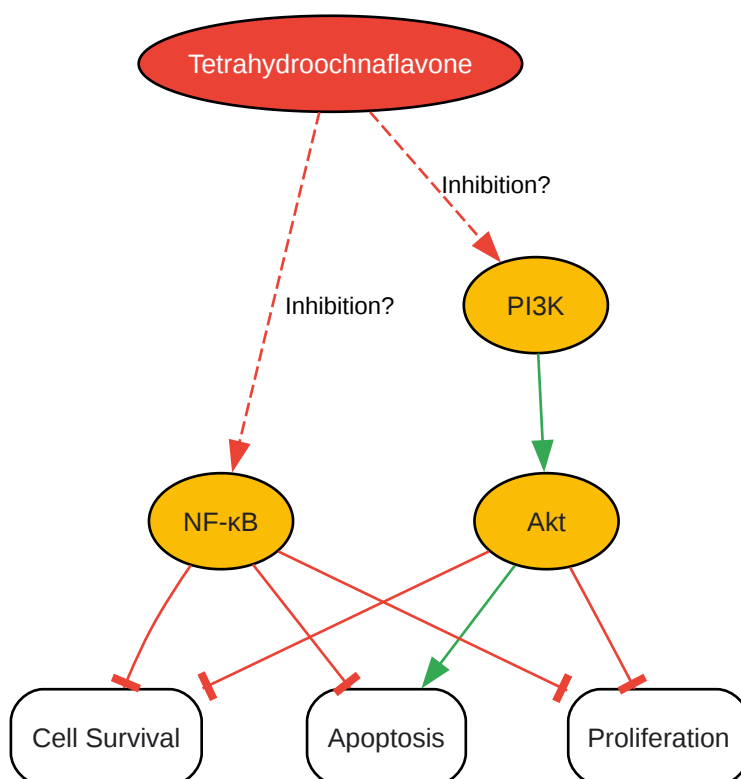 Tetrahydroochnaflavone
Inhibition?
Inhibition?
PI3K
NF-κB
Akt
Cell Survival
Apoptosis
Proliferation